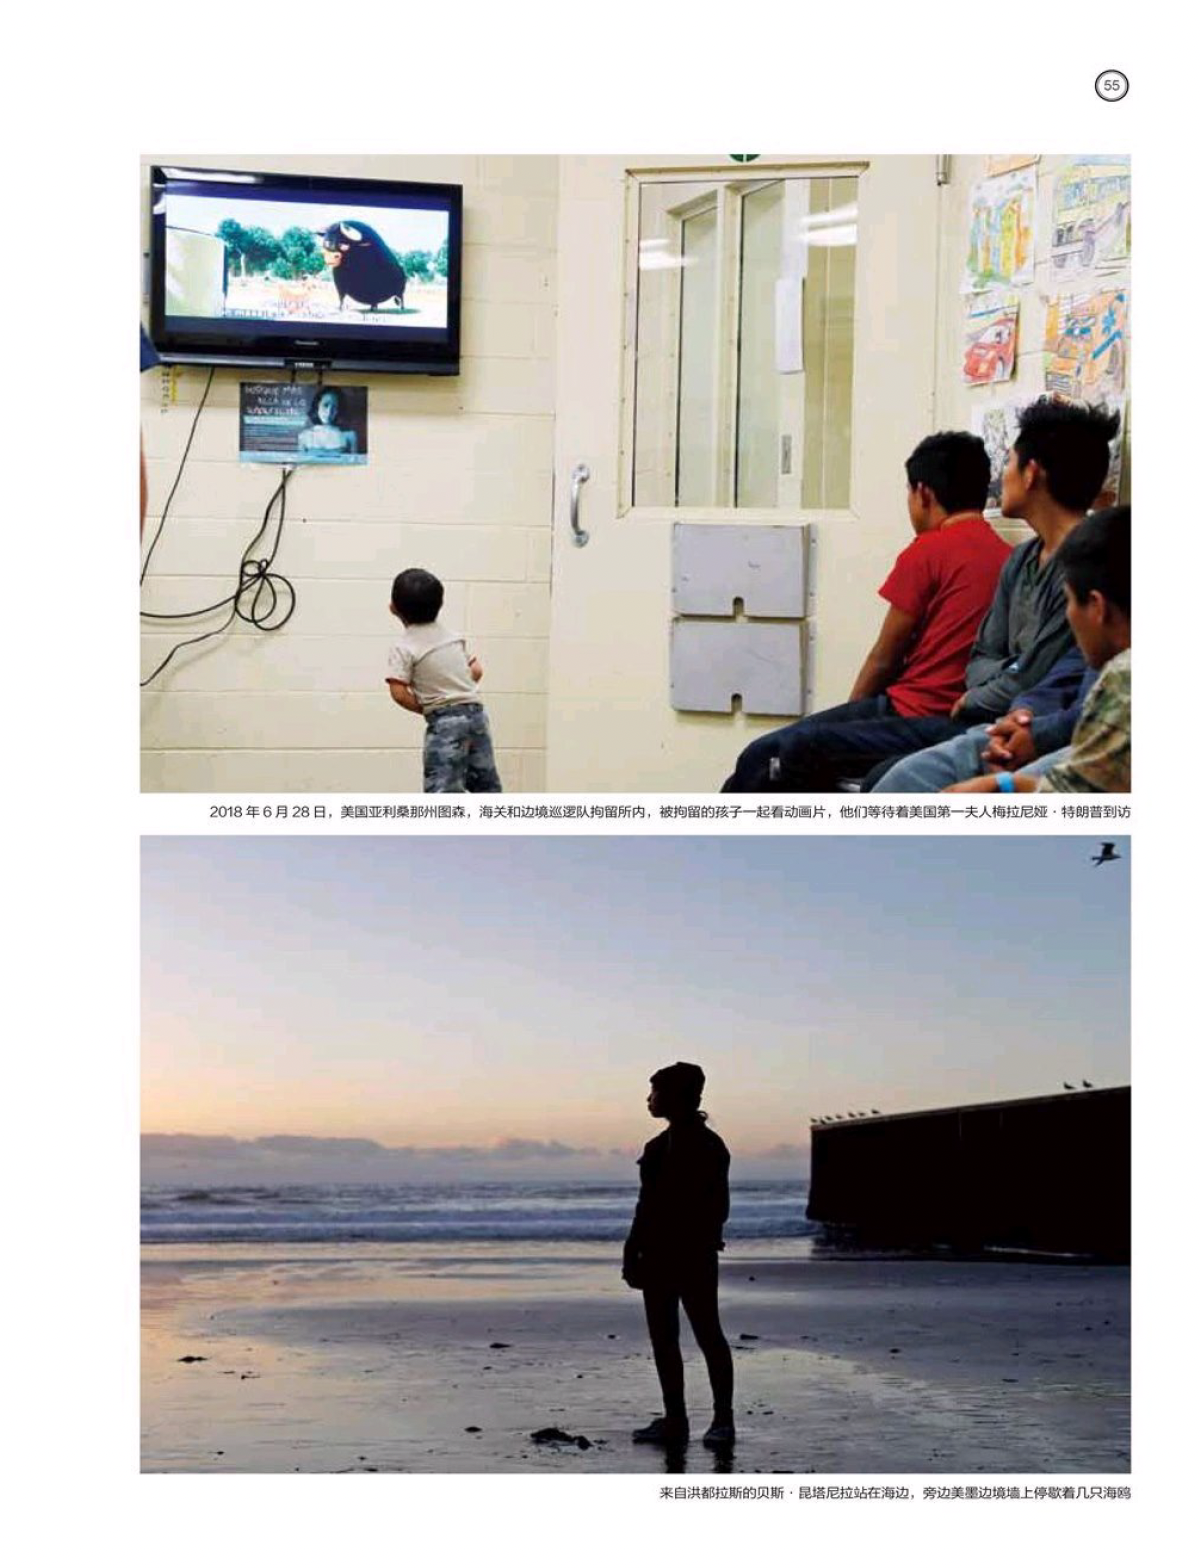 55
Panasonic
2018 年 6 月 28 日，美国亚利桑那州图森，海关和边境巡逻队拘留所内，被拘留的孩子一起看动画片，他们等待着美国第一夫人梅拉尼娅 · 特朗普到访
来自洪都拉斯的贝斯 · 昆塔尼拉站在海边，旁边美墨边境墙上停歇着几只海鸥